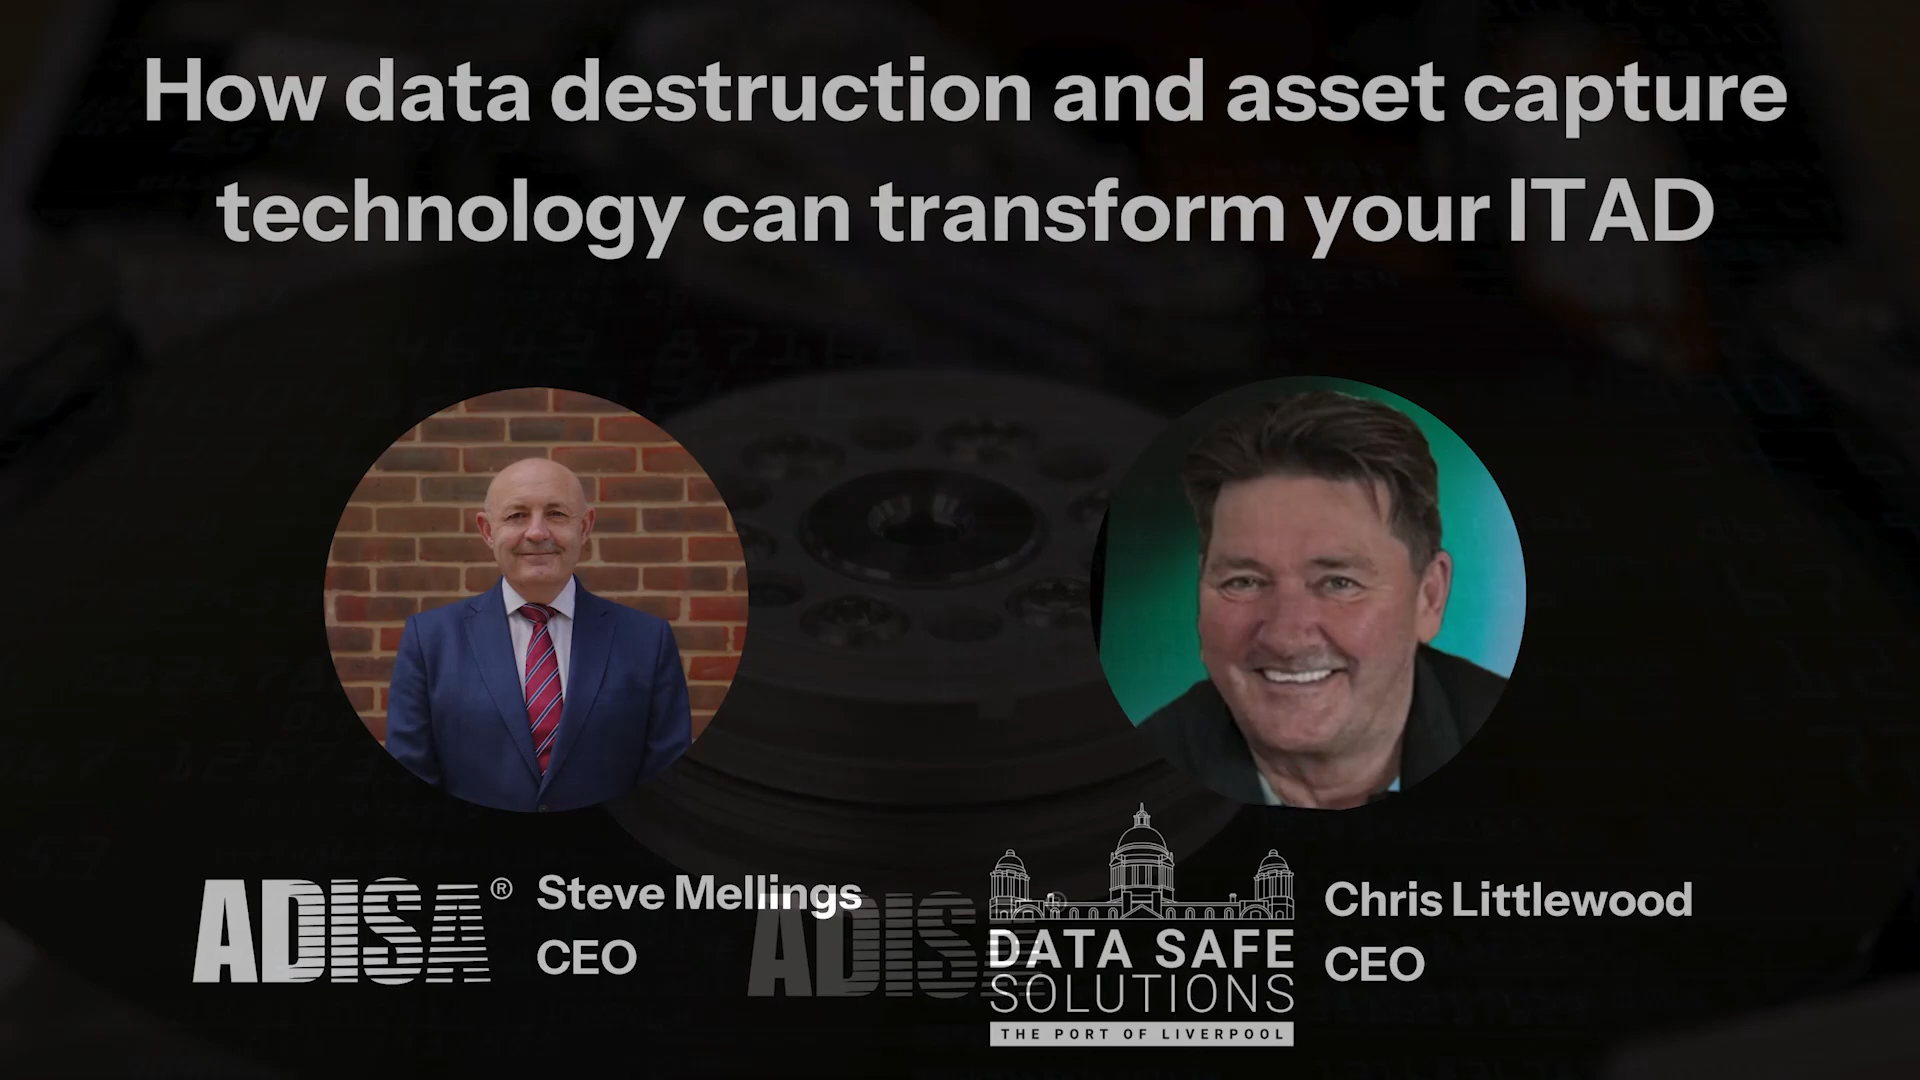 How data destruction and asset capture
technology can transform your ITAD
ADISA®
Steve Mellings
CEO
ADISA®
DATA SAFE
SOLUTIONS
THE PORT OF LIVERPOOL
Chris Littlewood
CEO